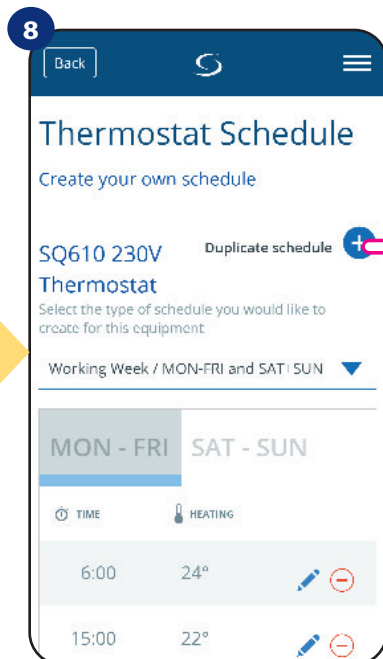 8
Back
Thermostat Schedule
Create your own schedule
SQ610 230V
Thermostat
Duplicate schedule
Select the type of schedule you would like to
create for this equipment
Working Week / MON-FRI and SAT SUN
MON - FRI SAT - SUN
TIME HEATING
6:00 24°
15:00 22°